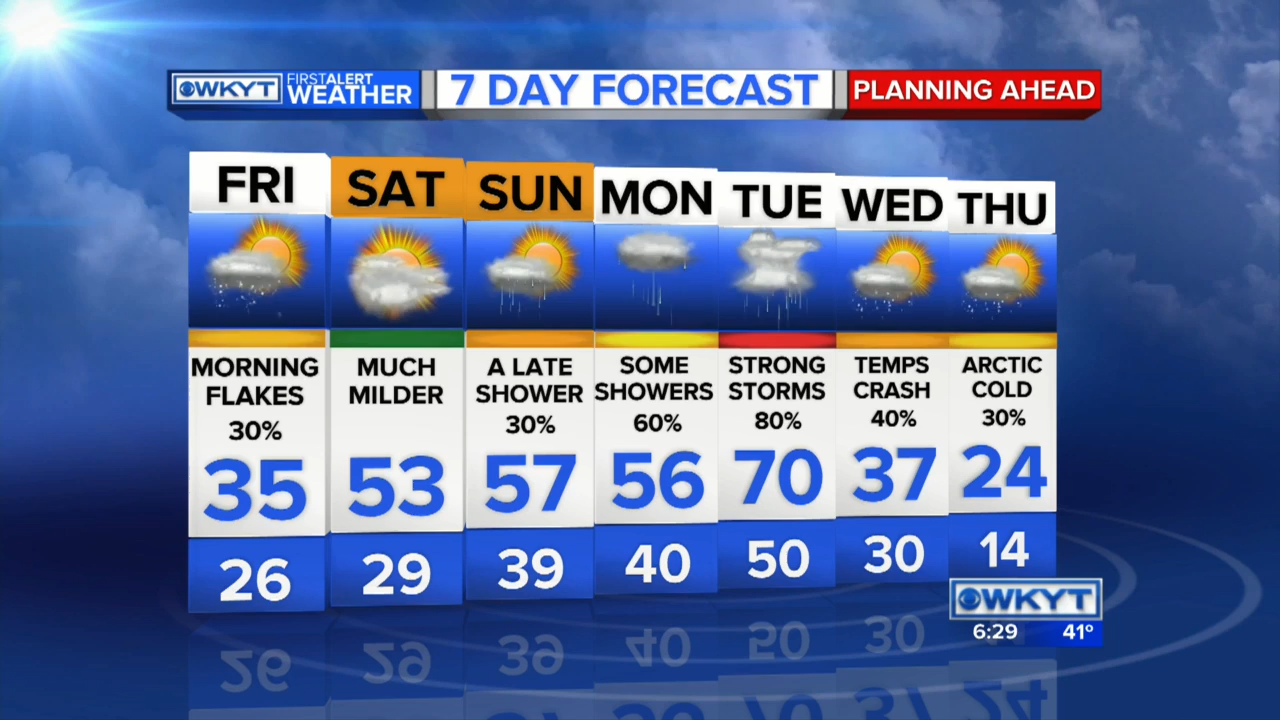 WKYT FIRST ALERT WEATHER 7 DAY FORECAST PLANNING AHEAD
FRI SAT SUN MON TUE WED THU
MORNING FLAKES 30%
35
26
MUCH MILDER
53
29
A LATE SHOWER 30%
57
39
SOME SHOWERS 60%
56
40
STRONG STORMS 80%
70
50
TEMPS CRASH 40%
37
30
ARCTIC COLD 30%
24
14
WKYT
6:29 41°